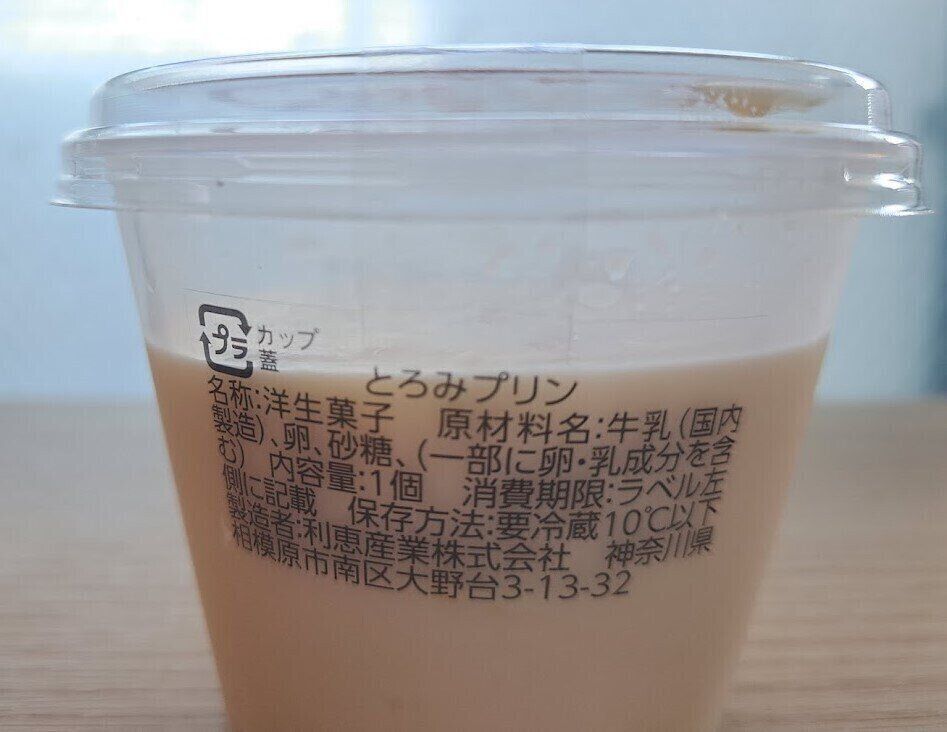 プラ
カップ
蓋
とろみプリン
名称:洋生菓子　原材料名:牛乳(国内
製造)、卵、砂糖、(一部に卵・乳成分を含
む)　内容量:1個　消費期限:ラベル左
側に記載　保存方法:要冷蔵10℃以下
製造者:利恵産業株式会社　神奈川県
相模原市南区大野台3-13-32